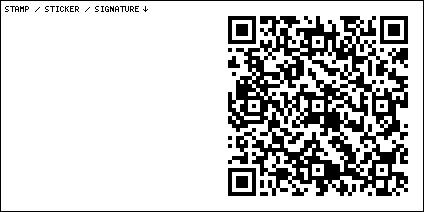 STAMP / STICKER / SIGNATURE ↓